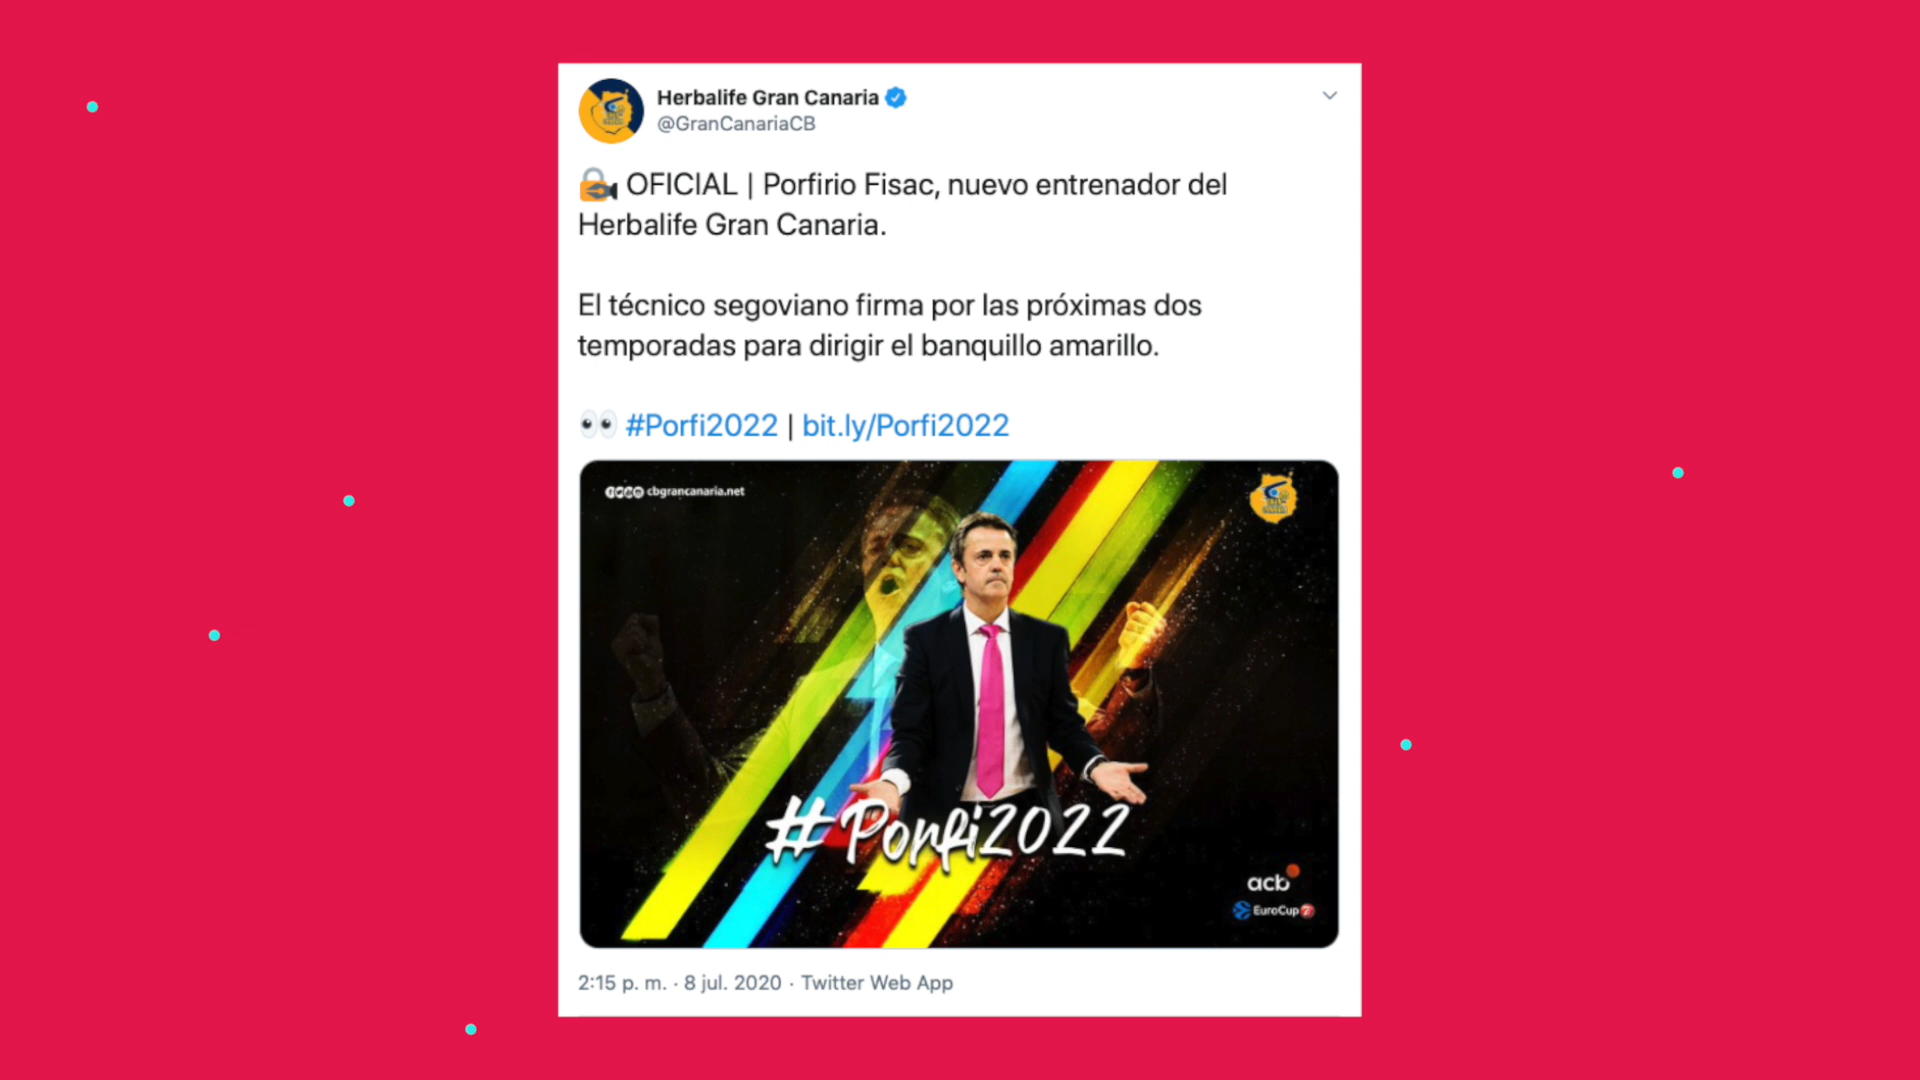 Herbalife Gran Canaria
@GranCanariaCB
OFICIAL | Porfirio Fisac, nuevo entrenador del
Herbalife Gran Canaria.
El técnico segoviano firma por las próximas dos
temporadas para dirigir el banquillo amarillo.
#Porfi2022 | bit.ly/Porfi2022
cbgrancanaria.net
#Porfi2022
acb
EuroCup
2:15 p. m. · 8 jul. 2020 · Twitter Web App